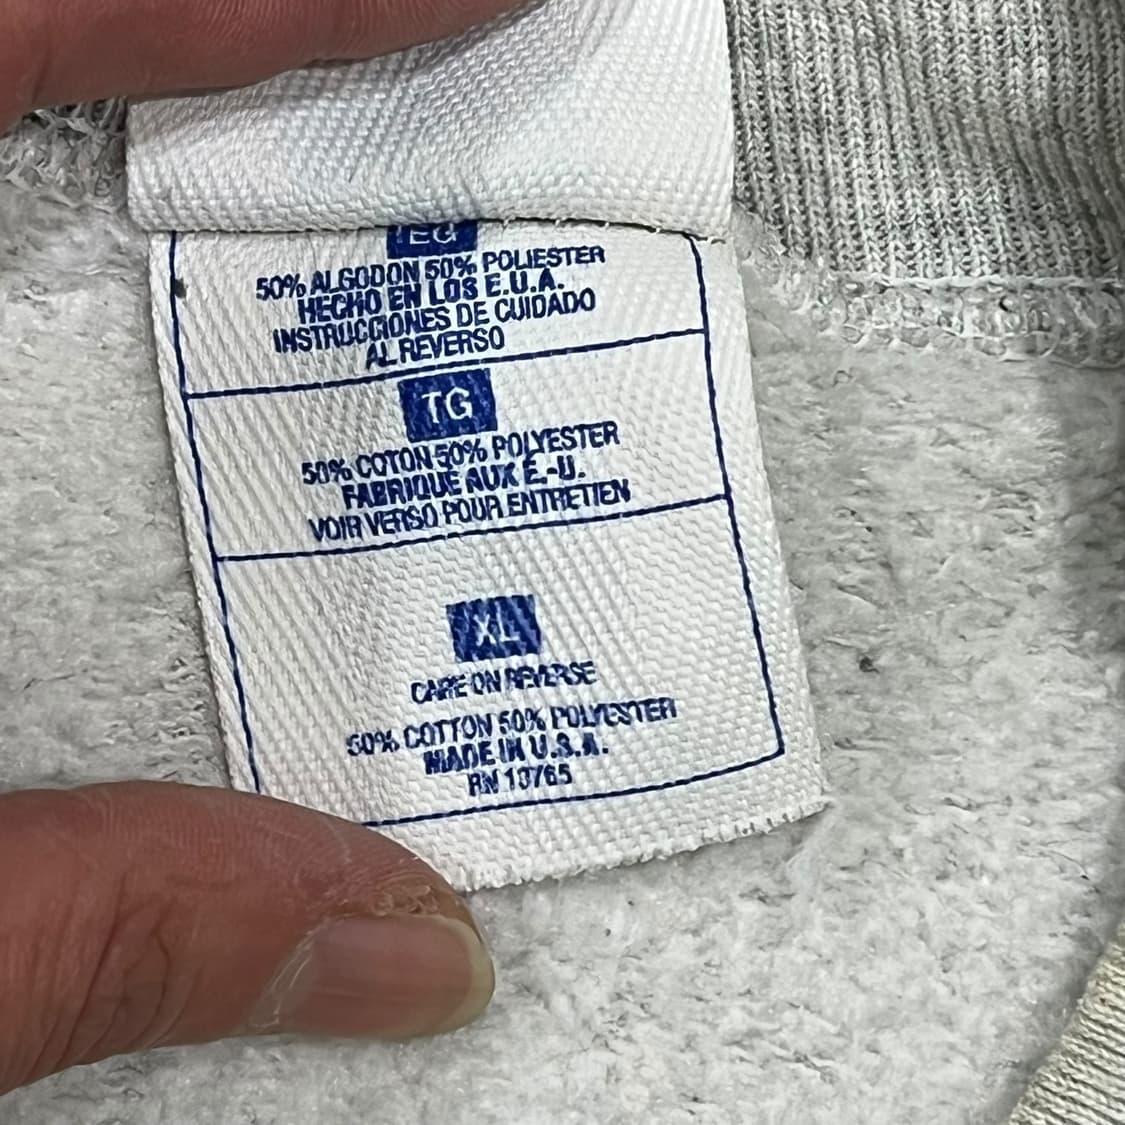 EG
50% ALGODON 50% POLIESTER
HECHO EN LOS E.U.A.
INSTRUCCIONES DE CUIDADO
AL REVERSO
TG
50% COTON 50% POLYESTER
FABRIQUE AUX É.-U.
VOIR VERSO POUR ENTRETIEN
XL
CARE ON REVERSE
50% COTTON 50% POLYESTER
MADE IN U.S.A.
RN 13765